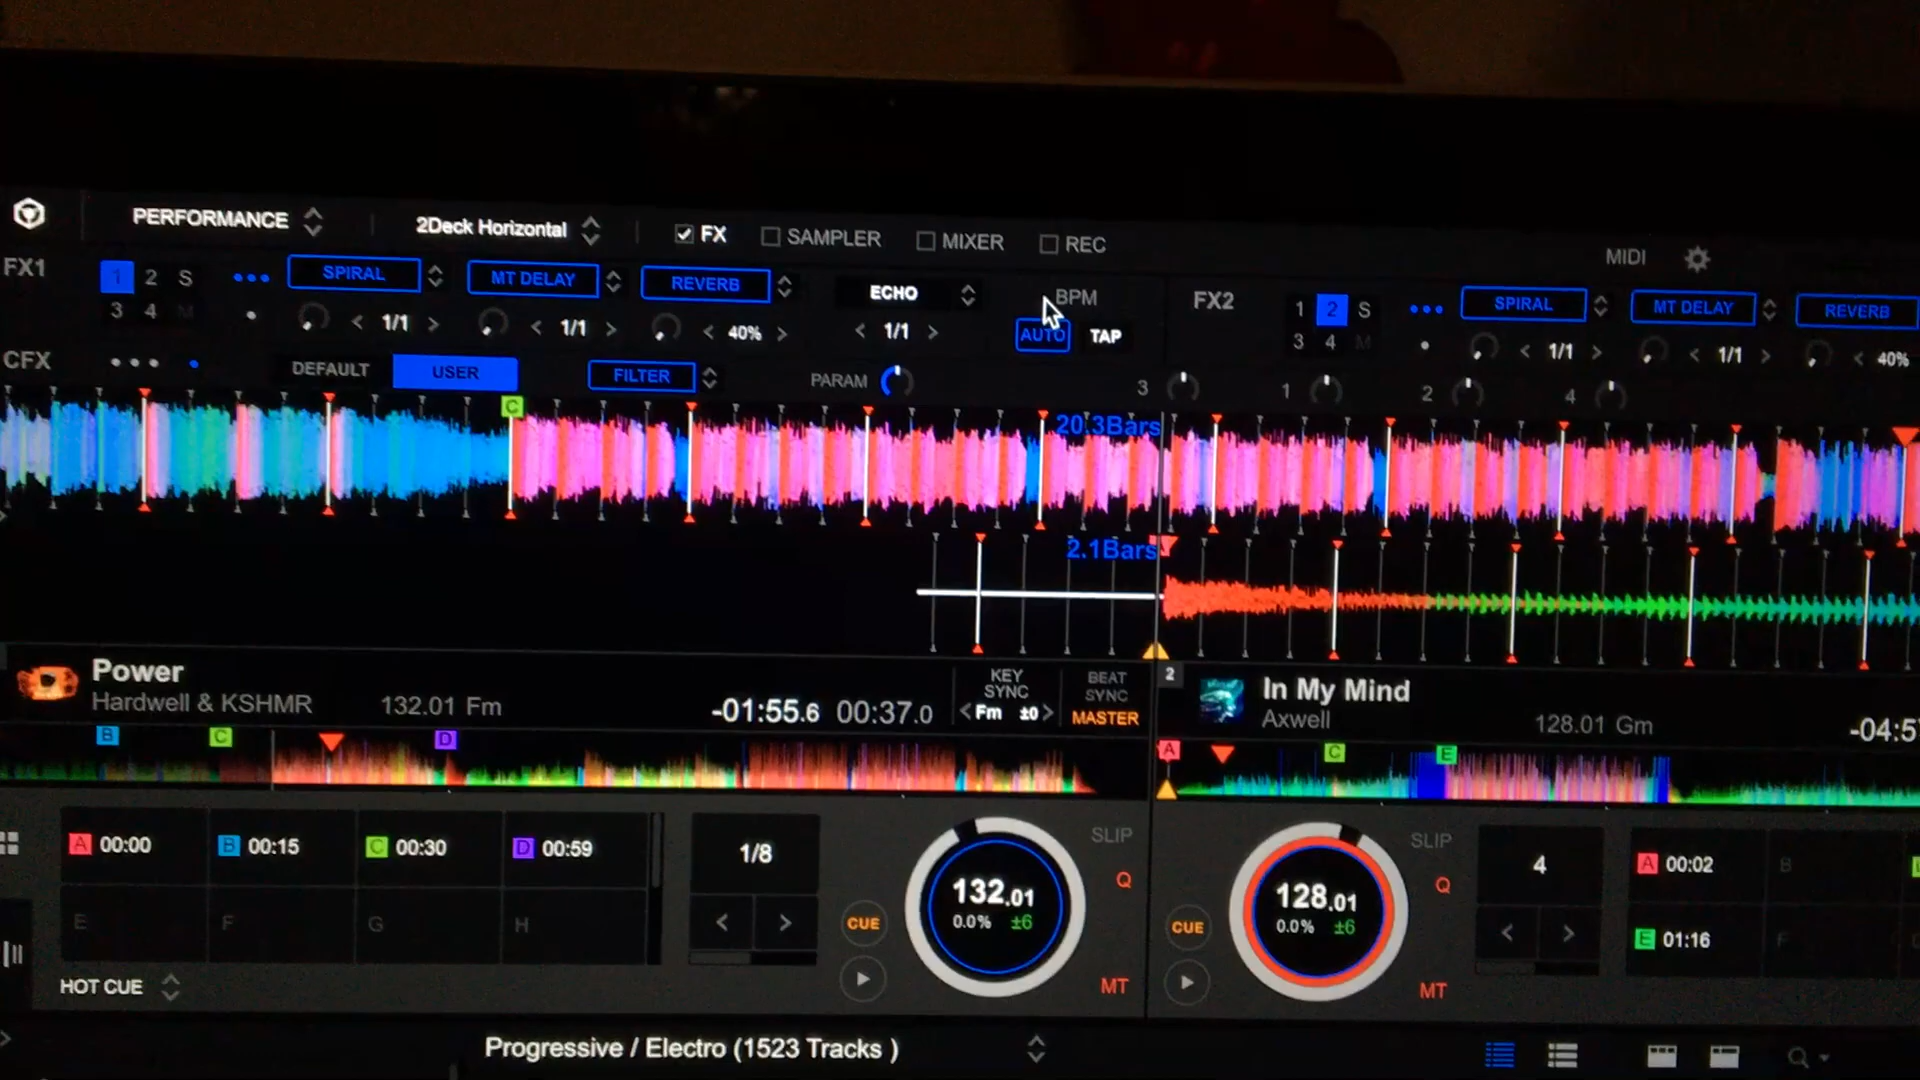 PERFORMANCE 2Deck Horizontal FX SAMPLER MIXER REC MIDI
FX1 1 2 S SPIRAL MT DELAY REVERB ECHO BPM FX2 1 2 S SPIRAL MT DELAY REVERB
3 4 M 1/1 1/1 40% 1/1 AUTO TAP 3 4 M 1/1 1/1 40%
CFX DEFAULT USER FILTER PARAM 3 1 2 4
C 20.3Bars
2.1Bars
Power KEY SYNC BEAT SYNC 2 In My Mind
Hardwell & KSHMR 132.01 Fm -01:55.6 00:37.0 Fm ±0 MASTER Axwell 128.01 Gm -04:5
B C D A C E
A 00:00 B 00:15 C 00:30 D 00:59 1/8 SLIP SLIP 4 A 00:02 B
132.01 Q 128.01 Q
E F G H CUE 0.0% ±6 CUE 0.0% ±6 E 01:16 F
HOT CUE MT MT
Progressive / Electro (1523 Tracks )